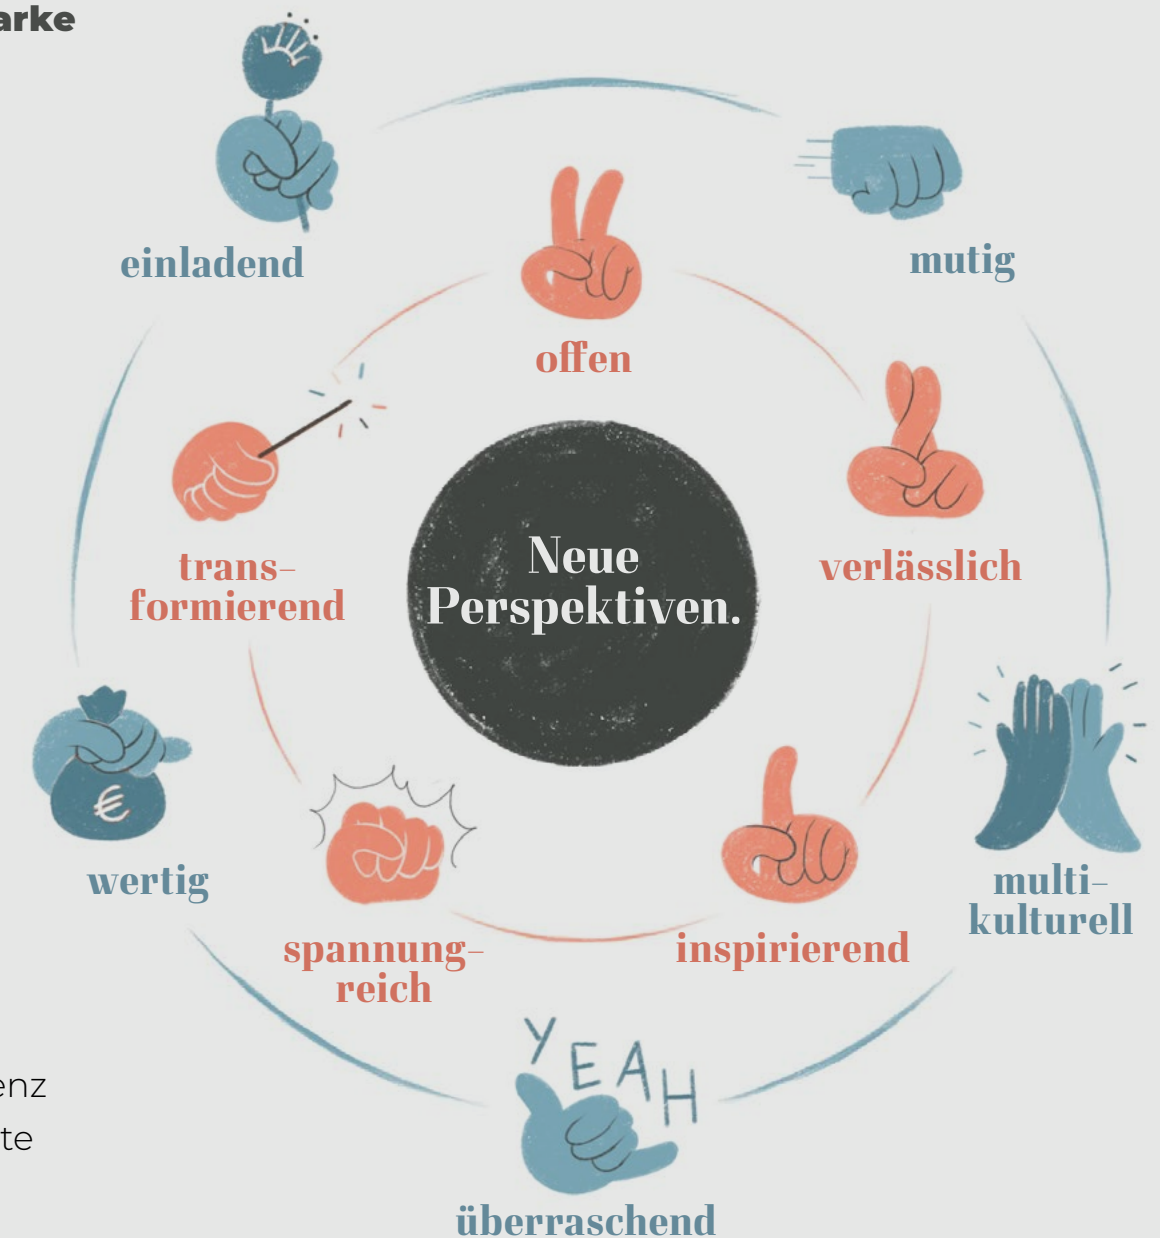 arke
einladend
mutig
offen
trans-
formierend
verlässlich
Neue
Perspektiven.
€
wertig
multi-
kulturell
spannung-
reich
inspirierend
YEAH
enz
te
überraschend